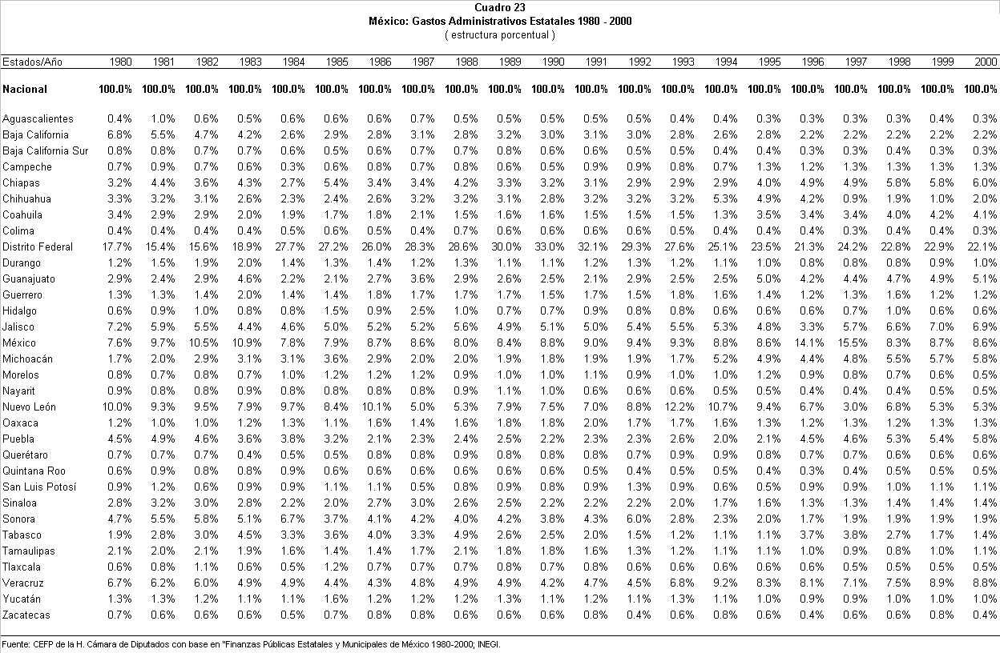 Cuadro 23
México: Gastos Administrativos Estatales 1980 - 2000
( estructura porcentual )
Estados/Año 1980 1981 1982 1983 1984 1985 1986 1987 1988 1989 1990 1991 1992 1993 1994 1995 1996 1997 1998 1999 2000
Nacional 100.0% 100.0% 100.0% 100.0% 100.0% 100.0% 100.0% 100.0% 100.0% 100.0% 100.0% 100.0% 100.0% 100.0% 100.0% 100.0% 100.0% 100.0% 100.0% 100.0% 100.0%
Aguascalientes 0.4% 1.0% 0.6% 0.5% 0.6% 0.6% 0.6% 0.7% 0.5% 0.5% 0.5% 0.5% 0.5% 0.4% 0.4% 0.3% 0.3% 0.3% 0.3% 0.4% 0.3%
Baja California 6.8% 5.5% 4.7% 4.2% 2.6% 2.9% 2.8% 3.1% 2.8% 3.2% 3.0% 3.1% 3.0% 2.8% 2.6% 2.8% 2.2% 2.2% 2.2% 2.2% 2.2%
Baja California Sur 0.8% 0.8% 0.7% 0.7% 0.6% 0.5% 0.6% 0.7% 0.7% 0.8% 0.6% 0.6% 0.5% 0.5% 0.4% 0.4% 0.3% 0.3% 0.4% 0.3% 0.3%
Campeche 0.7% 0.9% 0.7% 0.6% 0.3% 0.6% 0.8% 0.7% 0.8% 0.6% 0.5% 0.9% 0.9% 0.8% 0.7% 1.3% 1.2% 1.3% 1.3% 1.3% 1.3%
Chiapas 3.2% 4.4% 3.6% 4.3% 2.7% 5.4% 3.4% 3.4% 4.2% 3.3% 3.2% 3.1% 2.9% 2.9% 2.9% 4.0% 4.9% 4.9% 5.8% 5.8% 6.0%
Chihuahua 3.3% 3.2% 3.1% 2.6% 2.3% 2.4% 2.6% 3.2% 3.2% 3.1% 2.8% 3.2% 3.2% 3.2% 5.3% 4.9% 4.2% 0.9% 1.9% 1.0% 2.0%
Coahuila 3.4% 2.9% 2.9% 2.0% 1.9% 1.7% 1.8% 2.1% 1.5% 1.6% 1.6% 1.5% 1.5% 1.5% 1.3% 3.5% 3.4% 3.4% 4.0% 4.2% 4.1%
Colima 0.4% 0.4% 0.4% 0.4% 0.5% 0.6% 0.5% 0.4% 0.7% 0.6% 0.6% 0.6% 0.6% 0.6% 0.4% 0.4% 0.4% 0.3% 0.4% 0.4% 0.3%
Distrito Federal 17.7% 15.4% 15.6% 18.9% 27.7% 27.2% 26.0% 28.3% 28.6% 30.0% 33.0% 32.1% 29.3% 27.6% 25.1% 23.5% 21.3% 24.2% 22.8% 22.9% 22.1%
Durango 1.2% 1.5% 1.9% 2.0% 1.4% 1.3% 1.4% 1.2% 1.3% 1.1% 1.1% 1.2% 1.3% 1.2% 1.1% 1.0% 0.8% 0.8% 0.8% 0.9% 1.0%
Guanajuato 2.9% 2.4% 2.9% 4.6% 2.2% 2.1% 2.7% 3.6% 2.9% 2.6% 2.5% 2.1% 2.9% 2.5% 2.5% 5.0% 4.2% 4.4% 4.7% 4.9% 5.1%
Guerrero 1.3% 1.3% 1.4% 2.0% 1.4% 1.4% 1.8% 1.7% 1.7% 1.7% 1.5% 1.7% 1.5% 1.8% 1.6% 1.4% 1.2% 1.3% 1.6% 1.2% 1.2%
Hidalgo 0.6% 0.9% 1.0% 0.8% 0.8% 1.5% 0.9% 2.5% 1.0% 0.7% 0.7% 0.9% 0.8% 0.8% 0.6% 0.6% 0.6% 0.7% 1.0% 0.6% 0.6%
Jalisco 7.2% 5.9% 5.5% 4.4% 4.6% 5.0% 5.2% 5.2% 5.6% 4.9% 5.1% 5.0% 5.4% 5.5% 5.3% 4.8% 3.3% 5.7% 6.6% 7.0% 6.9%
México 7.6% 9.7% 10.5% 10.9% 7.8% 7.9% 8.7% 8.6% 8.0% 8.4% 8.8% 9.0% 9.4% 9.3% 8.8% 8.6% 14.1% 15.5% 8.3% 8.7% 8.6%
Michoacán 1.7% 2.0% 2.9% 3.1% 3.1% 3.6% 2.9% 2.0% 2.0% 1.9% 1.9% 1.8% 1.9% 1.7% 5.2% 4.9% 4.4% 4.8% 5.5% 5.7% 5.8%
Morelos 0.8% 0.7% 0.8% 0.7% 1.0% 1.2% 1.2% 1.2% 0.9% 1.0% 1.0% 1.1% 0.9% 1.0% 1.0% 1.2% 0.9% 0.8% 0.7% 0.6% 0.5%
Nayarit 0.9% 0.8% 0.8% 0.9% 0.8% 0.8% 0.8% 0.8% 0.9% 1.1% 1.0% 0.6% 0.6% 0.6% 0.5% 0.5% 0.4% 0.4% 0.4% 0.5% 0.5%
Nuevo León 10.0% 9.3% 9.5% 7.9% 9.7% 8.4% 10.1% 5.0% 5.3% 7.9% 7.5% 7.0% 8.8% 12.2% 10.7% 9.4% 6.7% 3.0% 6.8% 5.3% 5.3%
Oaxaca 1.2% 1.0% 1.0% 1.2% 1.3% 1.1% 1.6% 1.4% 1.6% 1.8% 1.8% 2.0% 1.7% 1.7% 1.6% 1.3% 1.2% 1.3% 1.2% 1.3% 1.3%
Puebla 4.5% 4.9% 4.6% 3.6% 3.8% 3.2% 2.1% 2.3% 2.4% 2.5% 2.2% 2.3% 2.3% 2.6% 2.0% 2.1% 4.5% 4.6% 5.3% 5.4% 5.8%
Querétaro 0.7% 0.7% 0.7% 0.4% 0.5% 0.5% 0.8% 0.8% 0.9% 0.8% 0.8% 0.8% 0.7% 0.9% 0.9% 0.8% 0.7% 0.7% 0.6% 0.6% 0.6%
Quintana Roo 0.6% 0.9% 0.8% 0.8% 0.9% 0.6% 0.6% 0.6% 0.6% 0.6% 0.6% 0.5% 0.4% 0.5% 0.5% 0.4% 0.3% 0.4% 0.5% 0.5% 0.5%
San Luis Potosí 0.9% 1.2% 0.6% 0.9% 0.9% 1.1% 1.1% 0.5% 0.8% 0.9% 0.8% 0.9% 1.3% 0.9% 0.6% 0.5% 0.9% 0.9% 1.0% 1.1% 1.1%
Sinaloa 2.8% 3.2% 3.0% 2.8% 2.2% 2.0% 2.7% 3.0% 2.6% 2.5% 2.2% 2.2% 2.2% 2.0% 1.7% 1.6% 1.3% 1.3% 1.4% 1.4% 1.4%
Sonora 4.7% 5.5% 5.8% 5.1% 6.7% 3.7% 4.1% 4.2% 4.0% 4.2% 3.8% 4.3% 6.0% 2.8% 2.3% 2.0% 1.7% 1.9% 1.9% 1.9% 1.9%
Tabasco 1.9% 2.8% 3.0% 4.5% 3.3% 3.6% 4.0% 3.3% 4.9% 2.6% 2.5% 2.0% 1.5% 1.2% 1.1% 1.1% 3.7% 3.8% 2.7% 1.7% 1.4%
Tamaulipas 2.1% 2.0% 2.1% 1.9% 1.6% 1.4% 1.4% 1.7% 2.1% 1.8% 1.8% 1.6% 1.3% 1.2% 1.1% 1.1% 1.0% 0.9% 0.8% 1.0% 1.1%
Tlaxcala 0.6% 0.8% 1.1% 0.6% 0.5% 1.2% 0.7% 0.7% 0.7% 0.8% 0.7% 0.8% 0.6% 0.6% 0.6% 0.6% 0.6% 0.5% 0.5% 0.5% 0.5%
Veracruz 6.7% 6.2% 6.0% 4.9% 4.9% 4.4% 4.3% 4.8% 4.9% 4.9% 4.2% 4.7% 4.5% 6.8% 9.2% 8.3% 8.1% 7.1% 7.5% 8.9% 8.8%
Yucatán 1.3% 1.3% 1.2% 1.1% 1.1% 1.6% 1.2% 1.2% 1.2% 1.3% 1.1% 1.2% 1.1% 1.3% 1.1% 1.0% 0.9% 0.9% 1.0% 1.0% 1.0%
Zacatecas 0.7% 0.6% 0.6% 0.6% 0.5% 0.7% 0.8% 0.8% 0.6% 0.6% 0.6% 0.8% 0.4% 0.6% 0.8% 0.6% 0.4% 0.6% 0.6% 0.8% 0.4%
Fuente: CEFP de la H. Cámara de Diputados con base en "Finanzas Públicas Estatales y Municipales de México 1980-2000; INEGI.